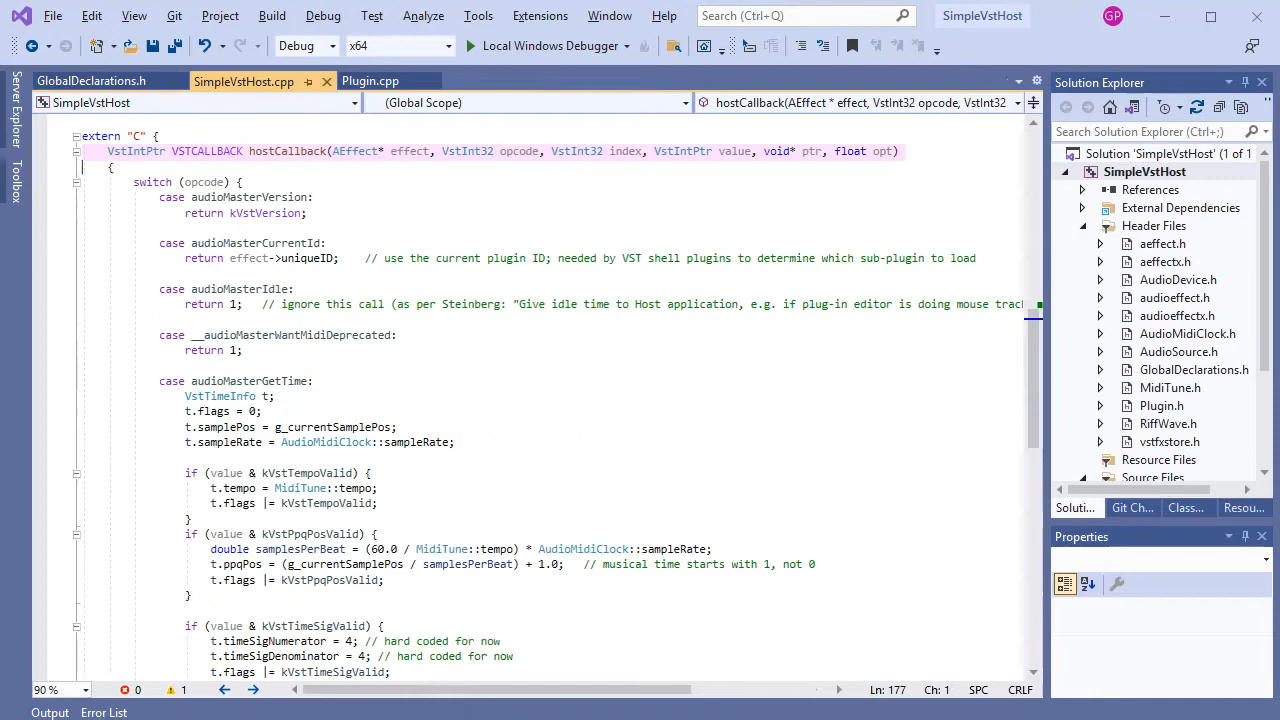 File Edit View Git Project Build Debug Test Analyze Tools Extensions Window Help Search (Ctrl+Q) SimpleVstHost GP
Debug x64 Local Windows Debugger
Server Explorer
Toolbox
GlobalDeclarations.h SimpleVstHost.cpp Plugin.cpp
SimpleVstHost (Global Scope) hostCallback(AEffect * effect, VstInt32 opcode, VstInt32
extern "C" {
VstIntPtr VSTCALLBACK hostCallback(AEffect* effect, VstInt32 opcode, VstInt32 index, VstIntPtr value, void* ptr, float opt)
{
switch (opcode) {
case audioMasterVersion:
return kVstVersion;
case audioMasterCurrentId:
return effect->uniqueID; // use the current plugin ID; needed by VST shell plugins to determine which sub-plugin to load
case audioMasterIdle:
return 1; // ignore this call (as per Steinberg: "Give idle time to Host application, e.g. if plug-in editor is doing mouse trac
case __audioMasterWantMidiDeprecated:
return 1;
case audioMasterGetTime:
VstTimeInfo t;
t.flags = 0;
t.samplePos = g_currentSamplePos;
t.sampleRate = AudioMidiClock::sampleRate;
if (value & kVstTempoValid) {
t.tempo = MidiTune::tempo;
t.flags |= kVstTempoValid;
}
if (value & kVstPpqPosValid) {
double samplesPerBeat = (60.0 / MidiTune::tempo) * AudioMidiClock::sampleRate;
t.ppqPos = (g_currentSamplePos / samplesPerBeat) + 1.0; // musical time starts with 1, not 0
t.flags |= kVstPpqPosValid;
}
if (value & kVstTimeSigValid) {
t.timeSigNumerator = 4; // hard coded for now
t.timeSigDenominator = 4; // hard coded for now
t.flags |= kVstTimeSigValid;
90 % 0 1 Ln: 177 Ch: 1 SPC CRLF
Output Error List
Solution Explorer
Search Solution Explorer (Ctrl+;)
Solution 'SimpleVstHost' (1 of 1
SimpleVstHost
References
External Dependencies
Header Files
aeffect.h
aeffectx.h
AudioDevice.h
audioeffect.h
audioeffectx.h
AudioMidiClock.h
AudioSource.h
GlobalDeclarations.h
MidiTune.h
Plugin.h
RiffWave.h
vstfxstore.h
Resource Files
Source Files
Soluti... Git Ch... Class... Resou...
Properties